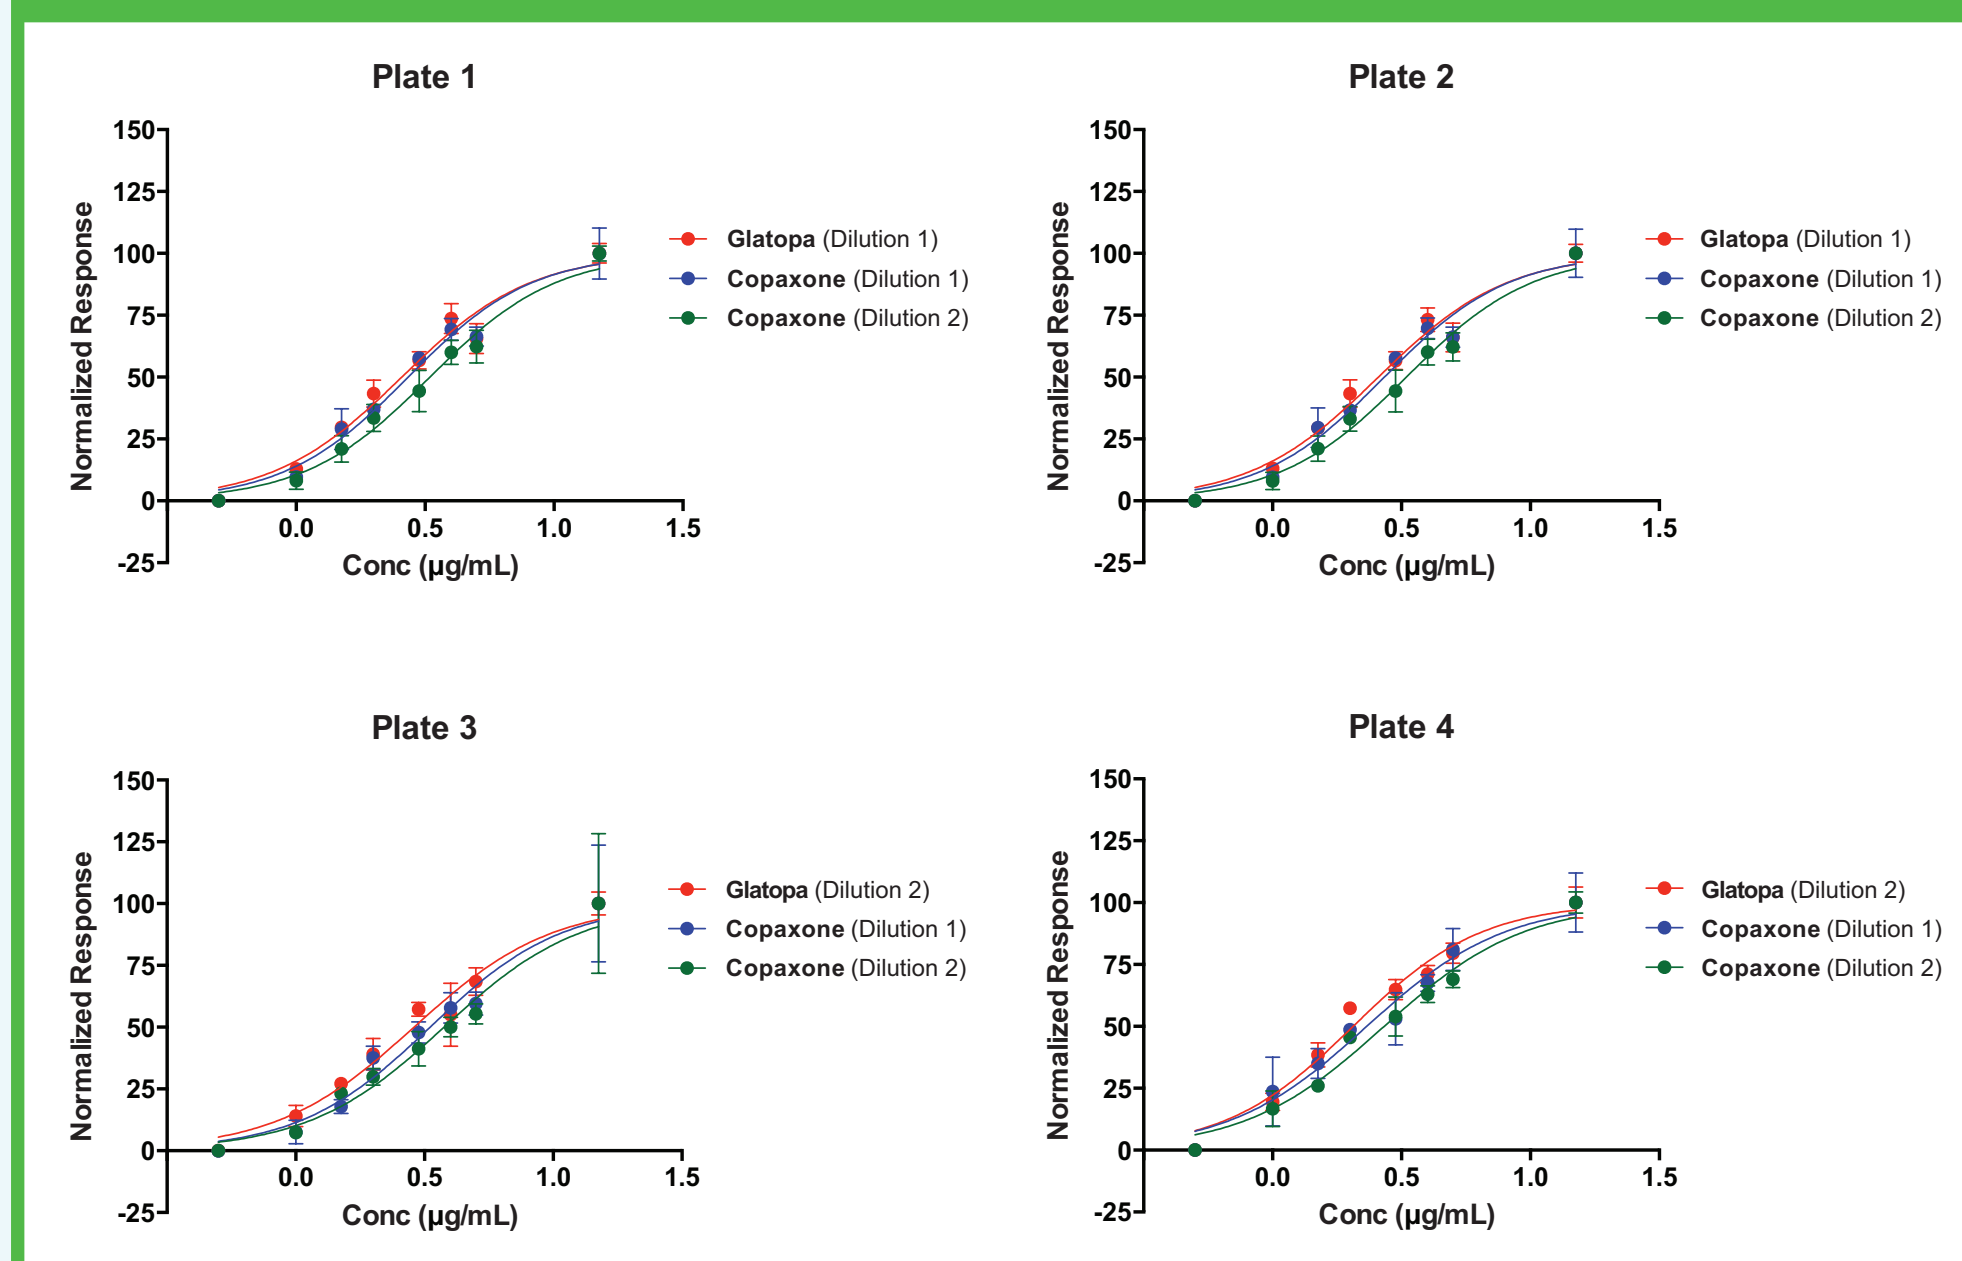 Plate 1
150
125
100
75
50
25
0
-25
Normalized Response
0.0 0.5 1.0 1.5
Conc (µg/mL)
Glatopa (Dilution 1)
Copaxone (Dilution 1)
Copaxone (Dilution 2)
Plate 2
150
125
100
75
50
25
0
-25
Normalized Response
0.0 0.5 1.0 1.5
Conc (µg/mL)
Glatopa (Dilution 1)
Copaxone (Dilution 1)
Copaxone (Dilution 2)
Plate 3
150
125
100
75
50
25
0
-25
Normalized Response
0.0 0.5 1.0 1.5
Conc (µg/mL)
Glatopa (Dilution 2)
Copaxone (Dilution 1)
Copaxone (Dilution 2)
Plate 4
150
125
100
75
50
25
0
-25
Normalized Response
0.0 0.5 1.0 1.5
Conc (µg/mL)
Glatopa (Dilution 2)
Copaxone (Dilution 1)
Copaxone (Dilution 2)